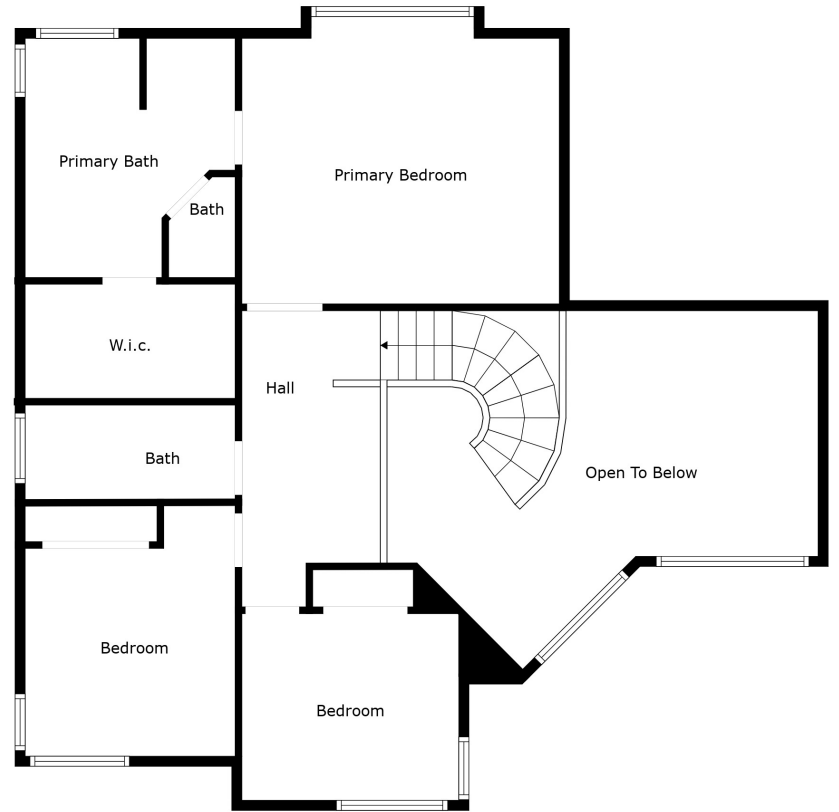 Primary Bath
Primary Bedroom
Bath
W.i.c.
Hall
Bath
Open To Below
Bedroom
Bedroom